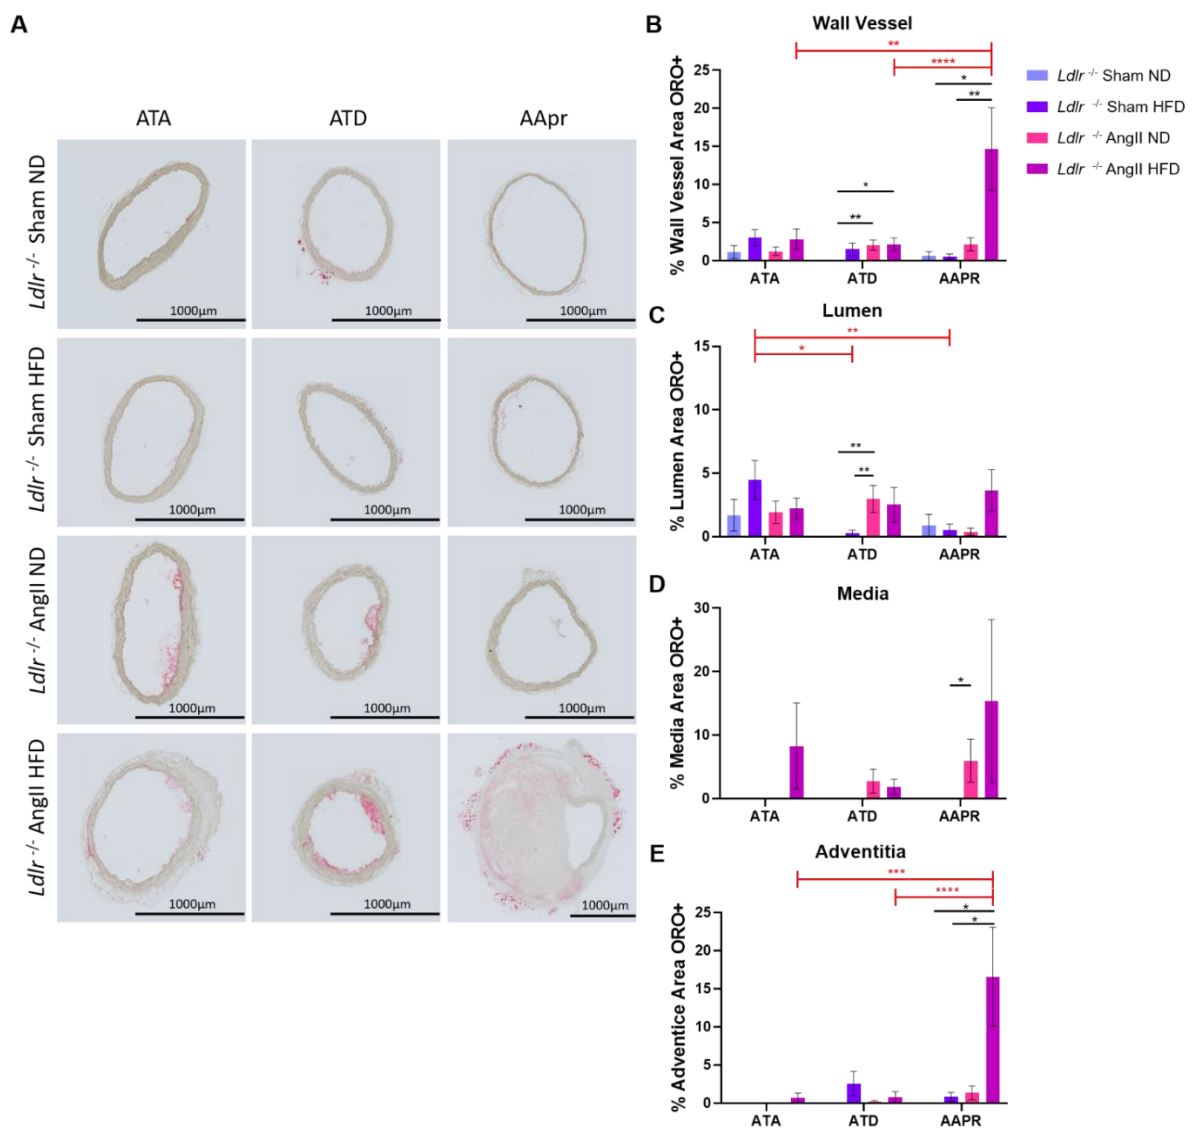 A
ATA ATD AApr
Ldlr -/- Sham ND
1000µm 1000µm 1000µm
Ldlr -/- Sham HFD
1000µm 1000µm 1000µm
Ldlr -/- AngII ND
1000µm 1000µm 1000µm
Ldlr -/- AngII HFD
1000µm 1000µm 1000µm
B
Wall Vessel
% Wall Vessel Area ORO+
25
20
15
10
5
0
** 
****
*
**
*
**
ATA ATD AAPR
Ldlr -/- Sham ND
Ldlr -/- Sham HFD
Ldlr -/- AngII ND
Ldlr -/- AngII HFD
C
Lumen
% Lumen Area ORO+
15
10
5
0
**
*
**
**
ATA ATD AAPR
D
Media
% Media Area ORO+
30
20
10
0
*
ATA ATD AAPR
E
Adventitia
% Adventice Area ORO+
25
20
15
10
5
0
***
****
*
*
ATA ATD AAPR